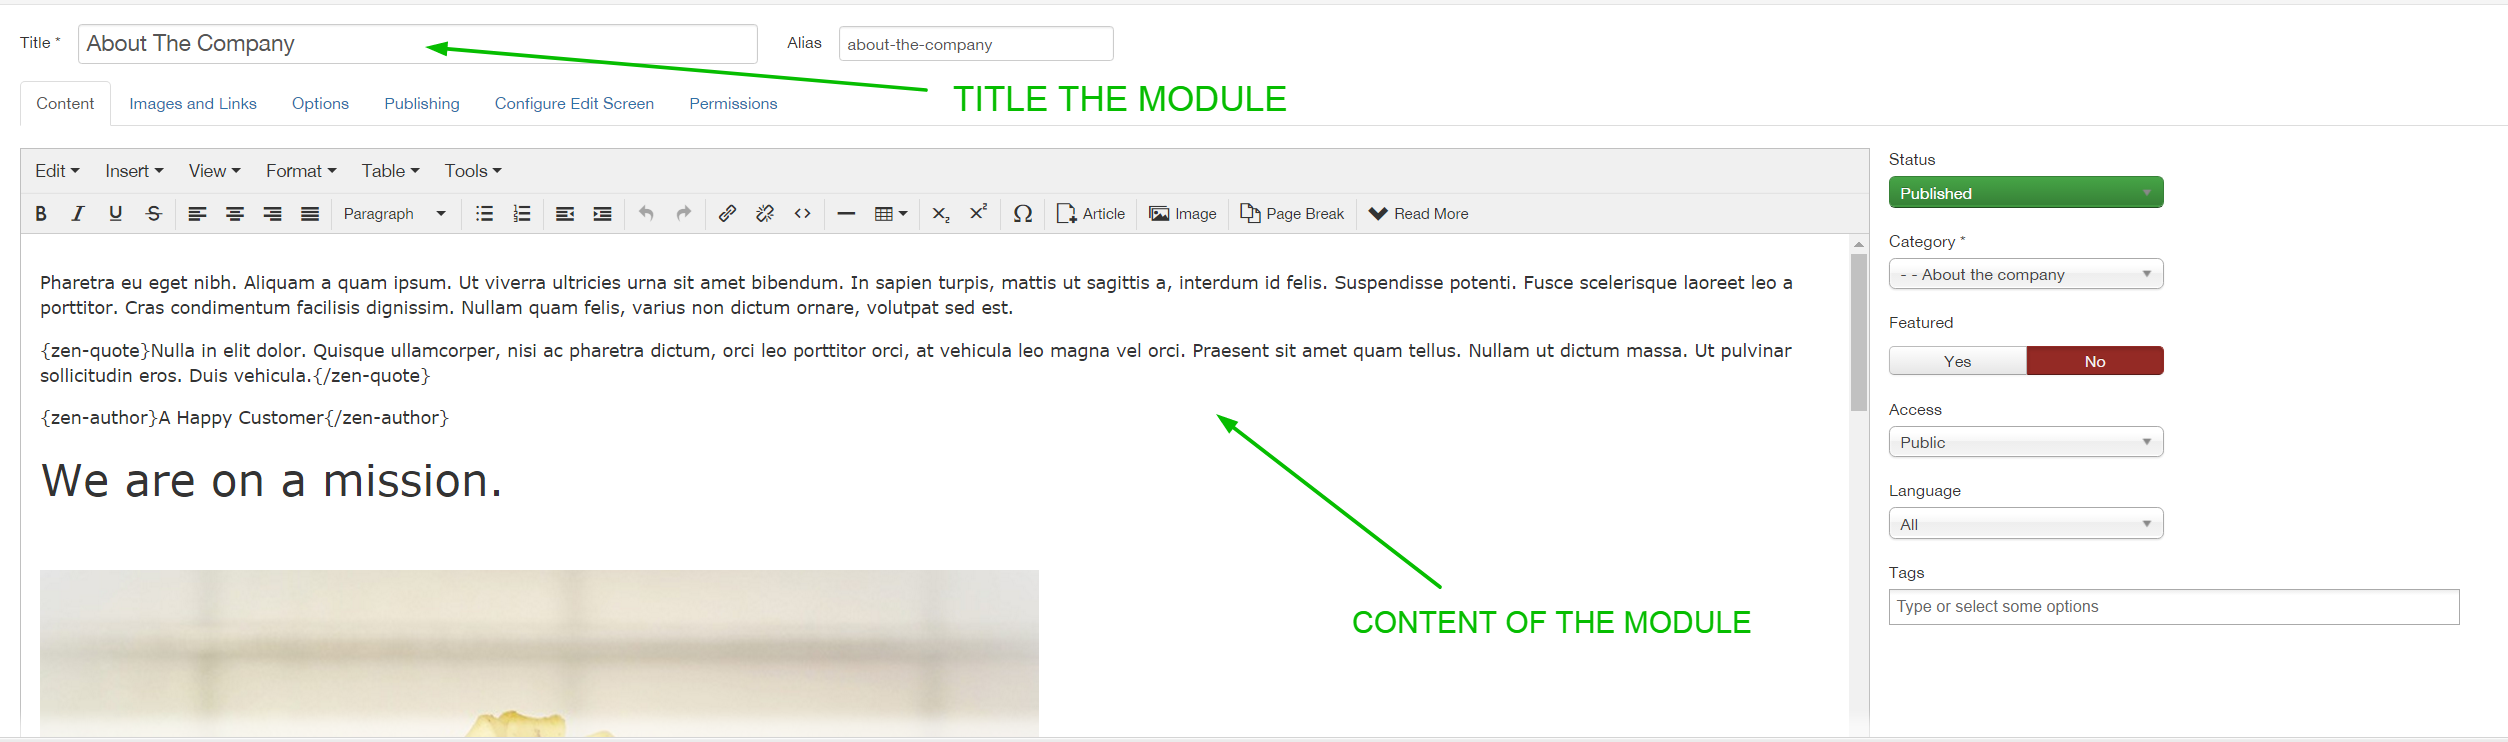 Title * About The Company Alias about-the-company
TITLE THE MODULE
Content Images and Links Options Publishing Configure Edit Screen Permissions
Edit Insert View Format Table Tools
B I U S Paragraph Article Image Page Break Read More
Pharetra eu eget nibh. Aliquam a quam ipsum. Ut viverra ultricies urna sit amet bibendum. In sapien turpis, mattis ut sagittis a, interdum id felis. Suspendisse potenti. Fusce scelerisque laoreet leo a
porttitor. Cras condimentum facilisis dignissim. Nullam quam felis, varius non dictum ornare, volutpat sed est.
{zen-quote}Nulla in elit dolor. Quisque ullamcorper, nisi ac pharetra dictum, orci leo porttitor orci, at vehicula leo magna vel orci. Praesent sit amet quam tellus. Nullam ut dictum massa. Ut pulvinar
sollicitudin eros. Duis vehicula.{/zen-quote}
{zen-author}A Happy Customer{/zen-author}
We are on a mission.
CONTENT OF THE MODULE
Status
Published
Category *
- - About the company
Featured
Yes No
Access
Public
Language
All
Tags
Type or select some options